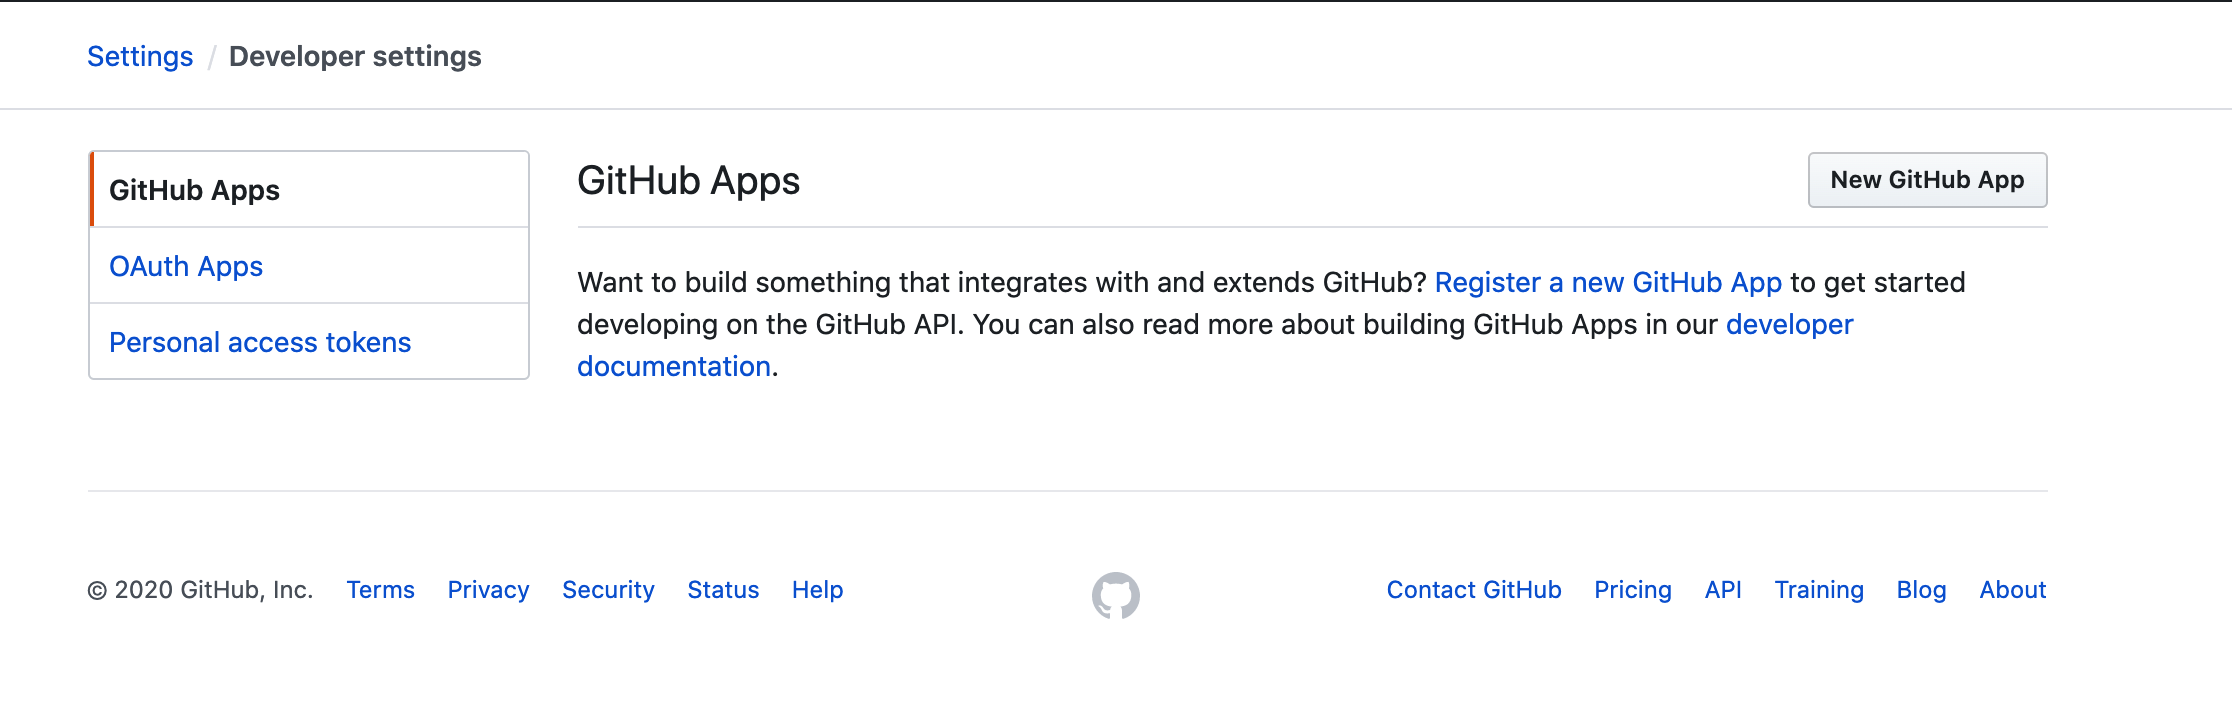 Settings / Developer settings
GitHub Apps
OAuth Apps
Personal access tokens
GitHub Apps
New GitHub App
Want to build something that integrates with and extends GitHub? Register a new GitHub App to get started
developing on the GitHub API. You can also read more about building GitHub Apps in our developer
documentation.
© 2020 GitHub, Inc. Terms Privacy Security Status Help
Contact GitHub Pricing API Training Blog About